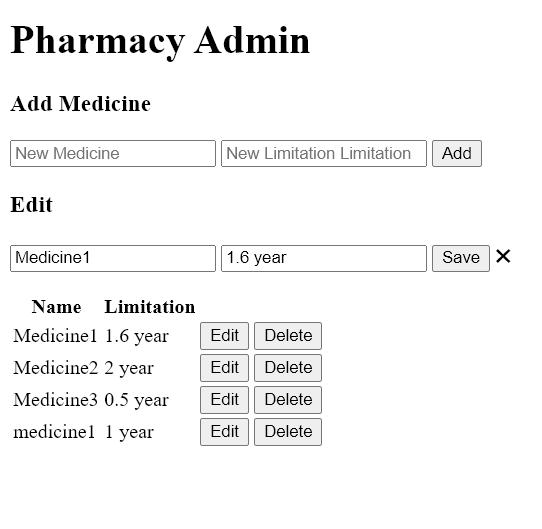 Pharmacy Admin
Add Medicine
New Medicine New Limitation Limitation Add
Edit
Medicine1 1.6 year Save ✕
Name Limitation
Medicine1 1.6 year Edit Delete
Medicine2 2 year Edit Delete
Medicine3 0.5 year Edit Delete
medicine1 1 year Edit Delete